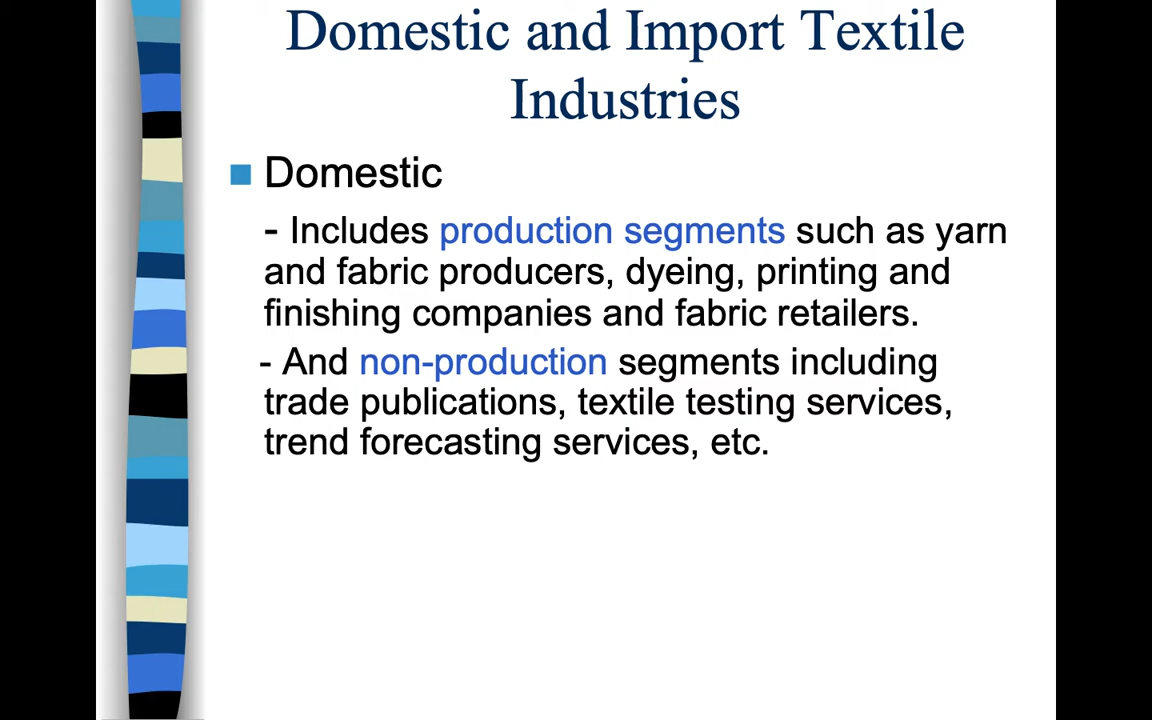 Domestic and Import Textile
Industries
Domestic
- Includes production segments such as yarn
and fabric producers, dyeing, printing and
finishing companies and fabric retailers.
- And non-production segments including
trade publications, textile testing services,
trend forecasting services, etc.